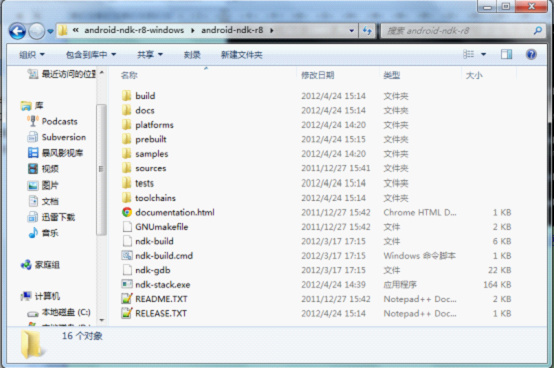 « android-ndk-r8-windows ▸ android-ndk-r8 ▸
搜索 android-ndk-r8
组织 包含到库中 共享 刻录 新建文件夹
最近访问的位置
库
Podcasts
Subversion
暴风影视库
视频
图片
文档
迅雷下载
音乐
家庭组
计算机
本地磁盘 (C:)
名称 修改日期 类型 大小
build 2012/4/24 15:14 文件夹
docs 2012/4/24 15:14 文件夹
platforms 2012/4/24 14:20 文件夹
prebuilt 2012/4/24 15:15 文件夹
samples 2012/4/24 14:20 文件夹
sources 2011/12/27 15:41 文件夹
tests 2012/4/24 15:14 文件夹
toolchains 2012/4/24 15:14 文件夹
documentation.html 2011/12/27 15:42 Chrome HTML D... 1 KB
GNUmakefile 2011/12/27 15:42 文件 2 KB
ndk-build 2012/3/17 17:15 文件 6 KB
ndk-build.cmd 2012/3/17 17:15 Windows 命令脚本 1 KB
ndk-gdb 2012/3/17 17:15 文件 22 KB
ndk-stack.exe 2012/4/24 14:39 应用程序 164 KB
README.TXT 2011/12/27 15:42 Notepad++ Doc... 2 KB
RELEASE.TXT 2012/4/24 15:14 Notepad++ Doc... 1 KB
16 个对象